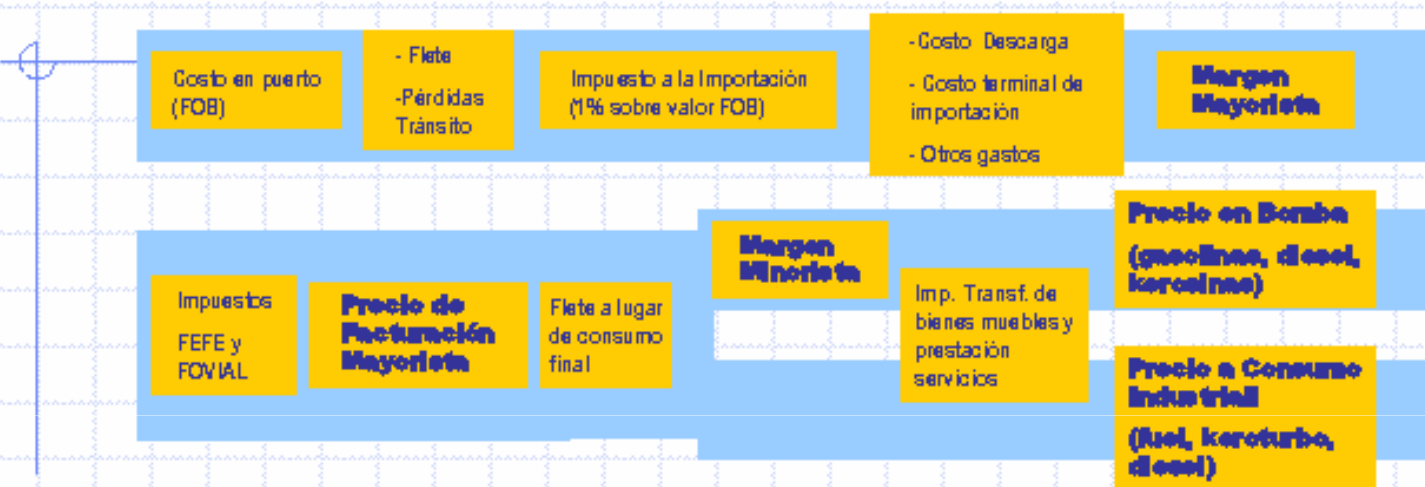 Costo en puerto
(FOB)
- Flete
-Pérdidas
Tránsito
Impuesto a la Importación
(1% sobre valor FOB)
-Costo Descarga
- Costo terminal de
importación
- Otros gastos
Margen
Mayorista
Impuestos
FEFE y
FOVIAL
Precio de
Facturación
Mayorista
Flete a lugar
de consumo
final
Margen
Minorista
Imp. Transf. de
bienes muebles y
prestación
servicios
Precio en Bomba
(gasolinas, diesel,
kerosinas)
Precio a Consumo
Industrial
(fuel, keroturbo,
diesel)